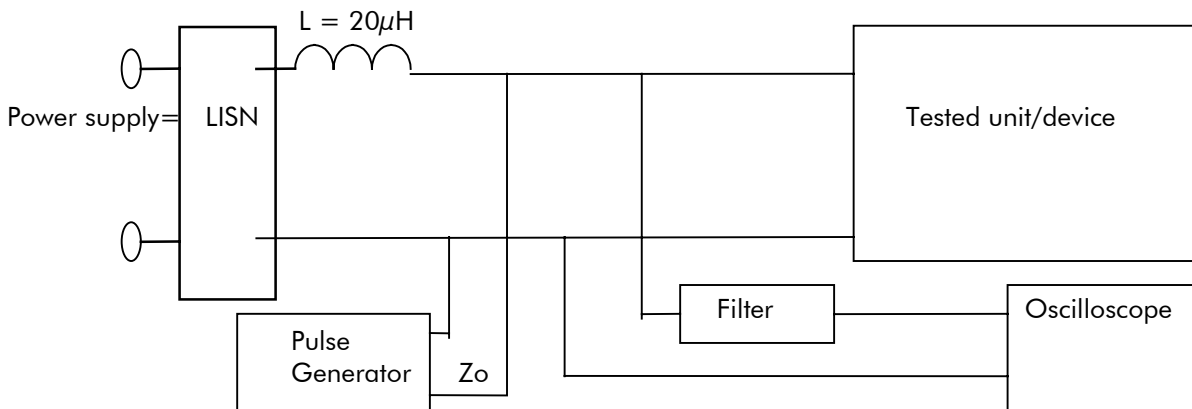 L = 20µH
Power supply=
LISN
Tested unit/device
Filter
Oscilloscope
Pulse
Generator
Zo